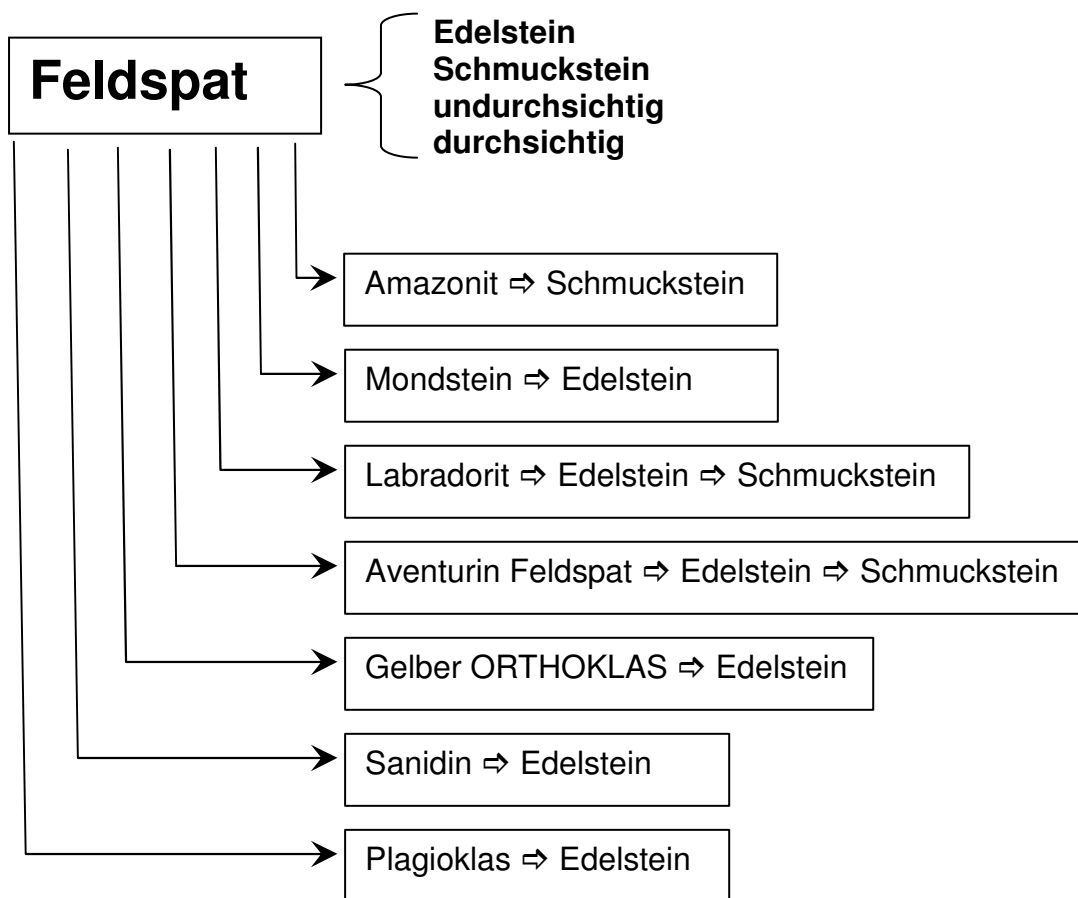 Feldspat
Edelstein
Schmuckstein
undurchsichtig
durchsichtig
Amazonit ⇨ Schmuckstein
Mondstein ⇨ Edelstein
Labradorit ⇨ Edelstein ⇨ Schmuckstein
Aventurin Feldspat ⇨ Edelstein ⇨ Schmuckstein
Gelber ORTHOKLAS ⇨ Edelstein
Sanidin ⇨ Edelstein
Plagioklas ⇨ Edelstein